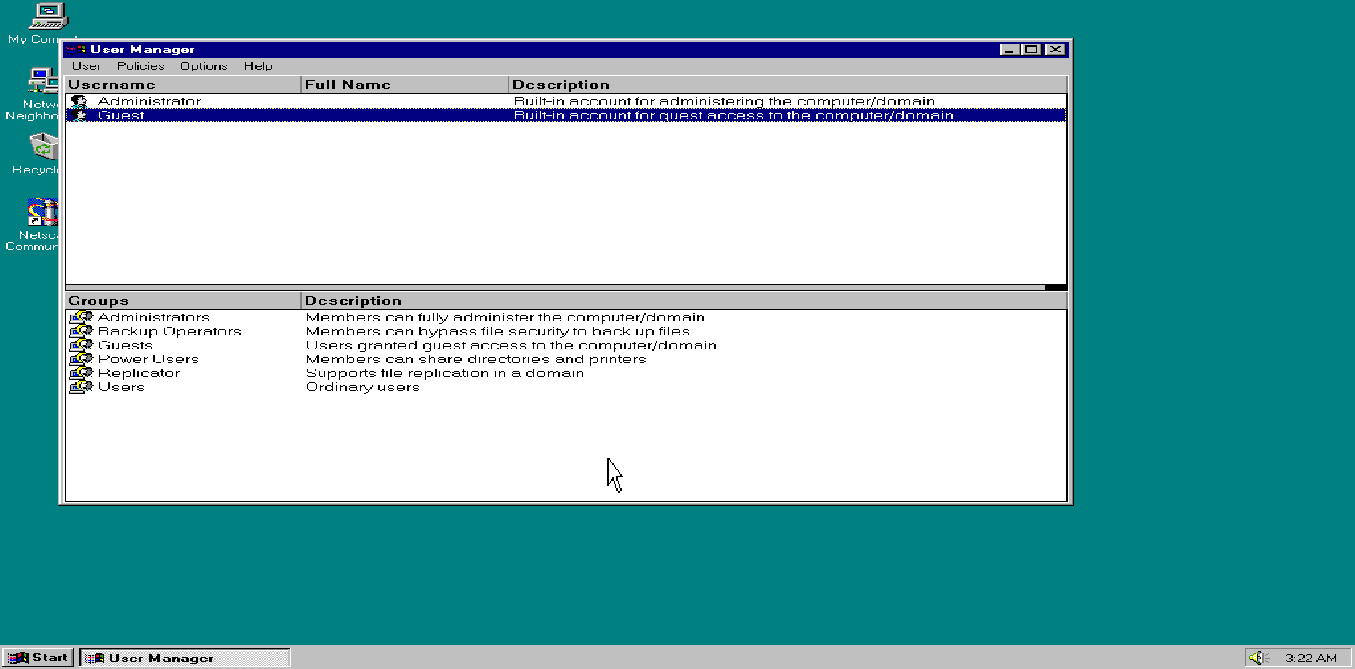 My Com
User Manager
User Policies Options Help
Username Full Name Description
Administrator Built-in account for administering the computer/domain
Guest Built-in account for guest access to the computer/domain
Netw
Neighbo
Recycl
Netsc
Commun
Groups Description
Administrators Members can fully administer the computer/domain
Backup Operators Members can bypass file security to back up files
Guests Users granted guest access to the computer/domain
Power Users Members can share directories and printers
Replicator Supports file replication in a domain
Users Ordinary users
Start User Manager 3:22 AM